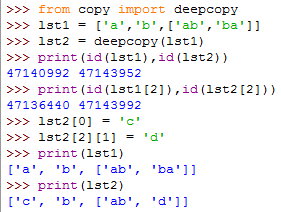 >>> from copy import deepcopy
>>> lst1 = ['a','b',['ab','ba']]
>>> lst2 = deepcopy(lst1)
>>> print(id(lst1),id(lst2))
47140992 47143952
>>> print(id(lst1[2]),id(lst2[2]))
47136440 47143992
>>> lst2[0] = 'c'
>>> lst2[2][1] = 'd'
>>> print(lst1)
['a', 'b', ['ab', 'ba']]
>>> print(lst2)
['c', 'b', ['ab', 'd']]